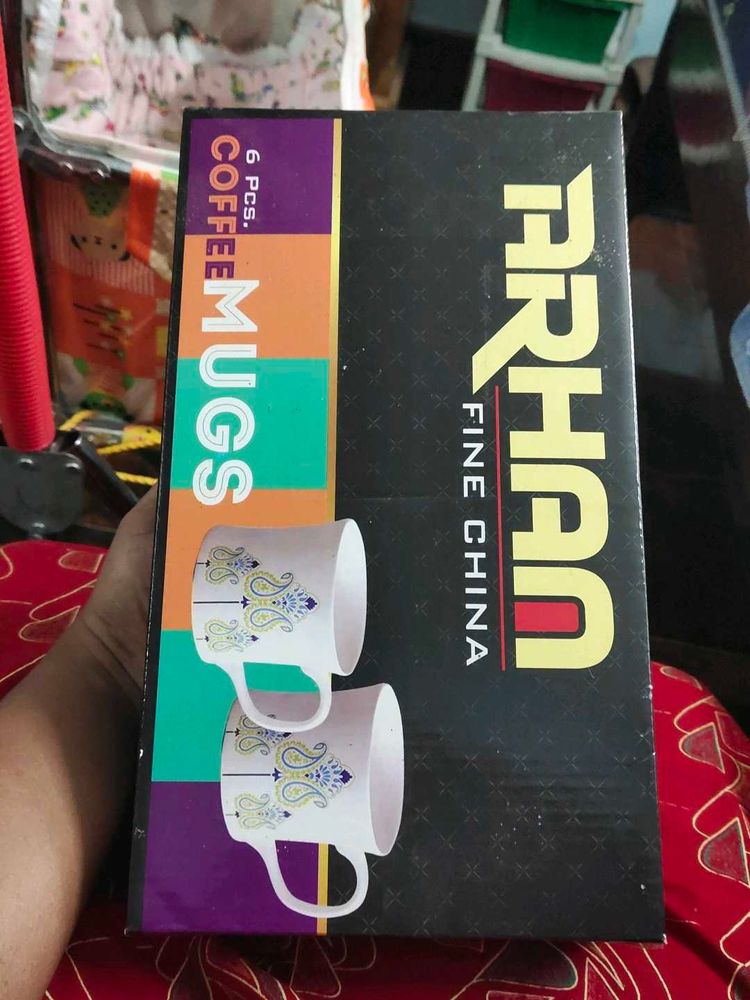 ARHAN
FINE CHINA
6 Pcs.
COFFEE MUGS